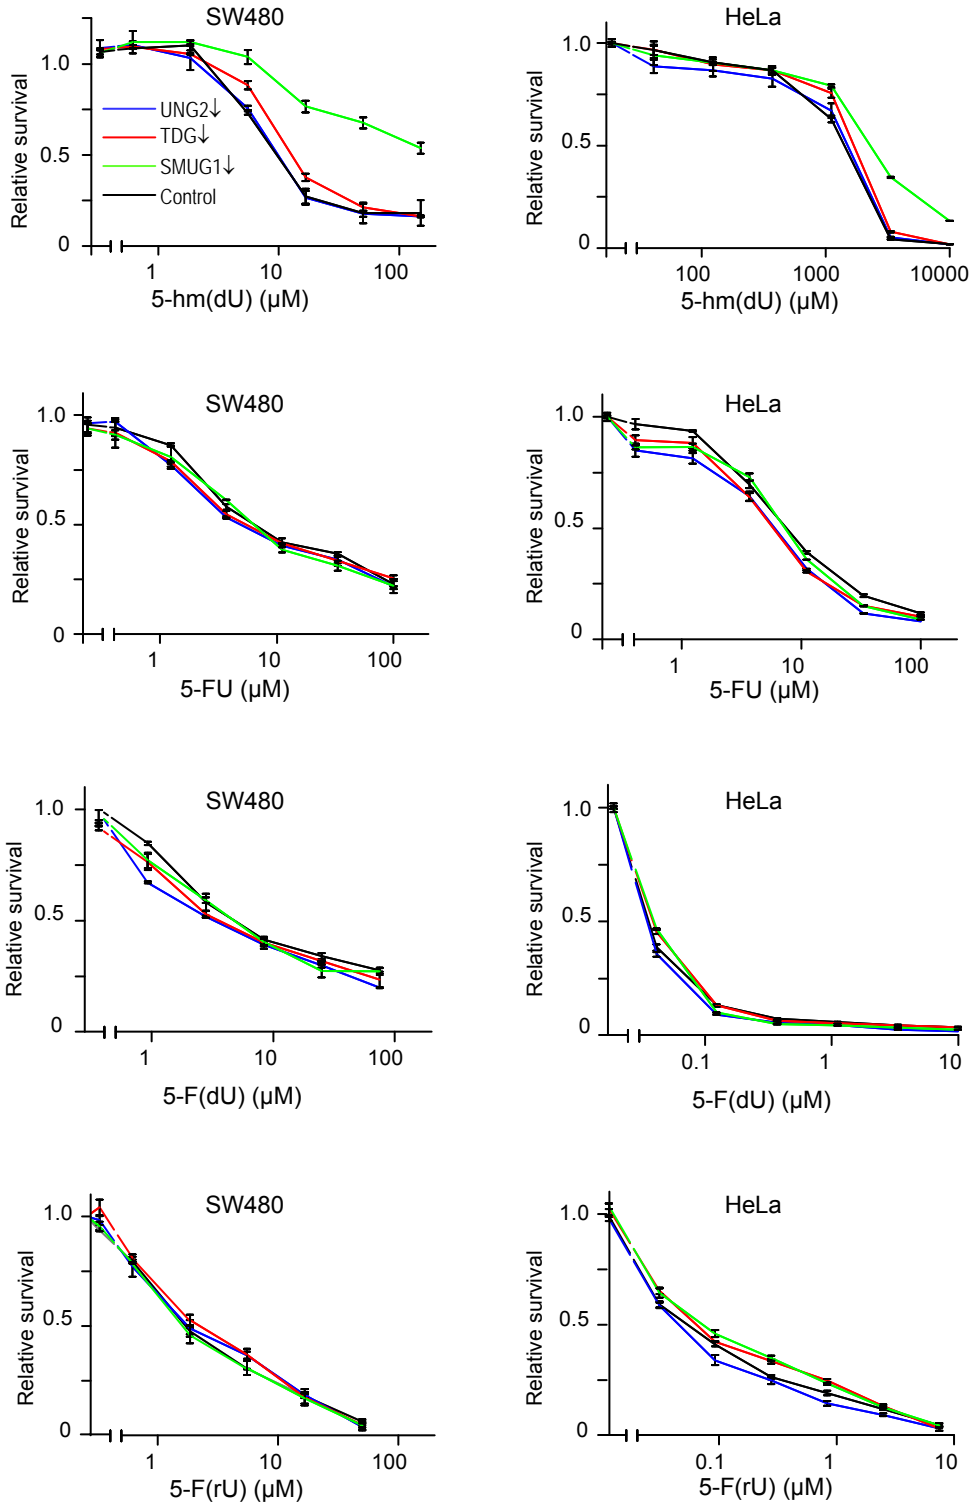 SW480
Relative survival
1.0
0.5
0
UNG2↓
TDG↓
SMUG1↓
Control
1 10 100
5-hm(dU) (µM)
HeLa
Relative survival
1.0
0.5
0
100 1000 10000
5-hm(dU) (µM)
SW480
Relative survival
1.0
0.5
0
1 10 100
5-FU (µM)
HeLa
Relative survival
1.0
0.5
0
1 10 100
5-FU (µM)
SW480
Relative survival
1.0
0.5
0
1 10 100
5-F(dU) (µM)
HeLa
Relative survival
1.0
0.5
0
0.1 1 10
5-F(dU) (µM)
SW480
Relative survival
1.0
0.5
0
1 10 100
5-F(rU) (µM)
HeLa
Relative survival
1.0
0.5
0
0.1 1 10
5-F(rU) (µM)